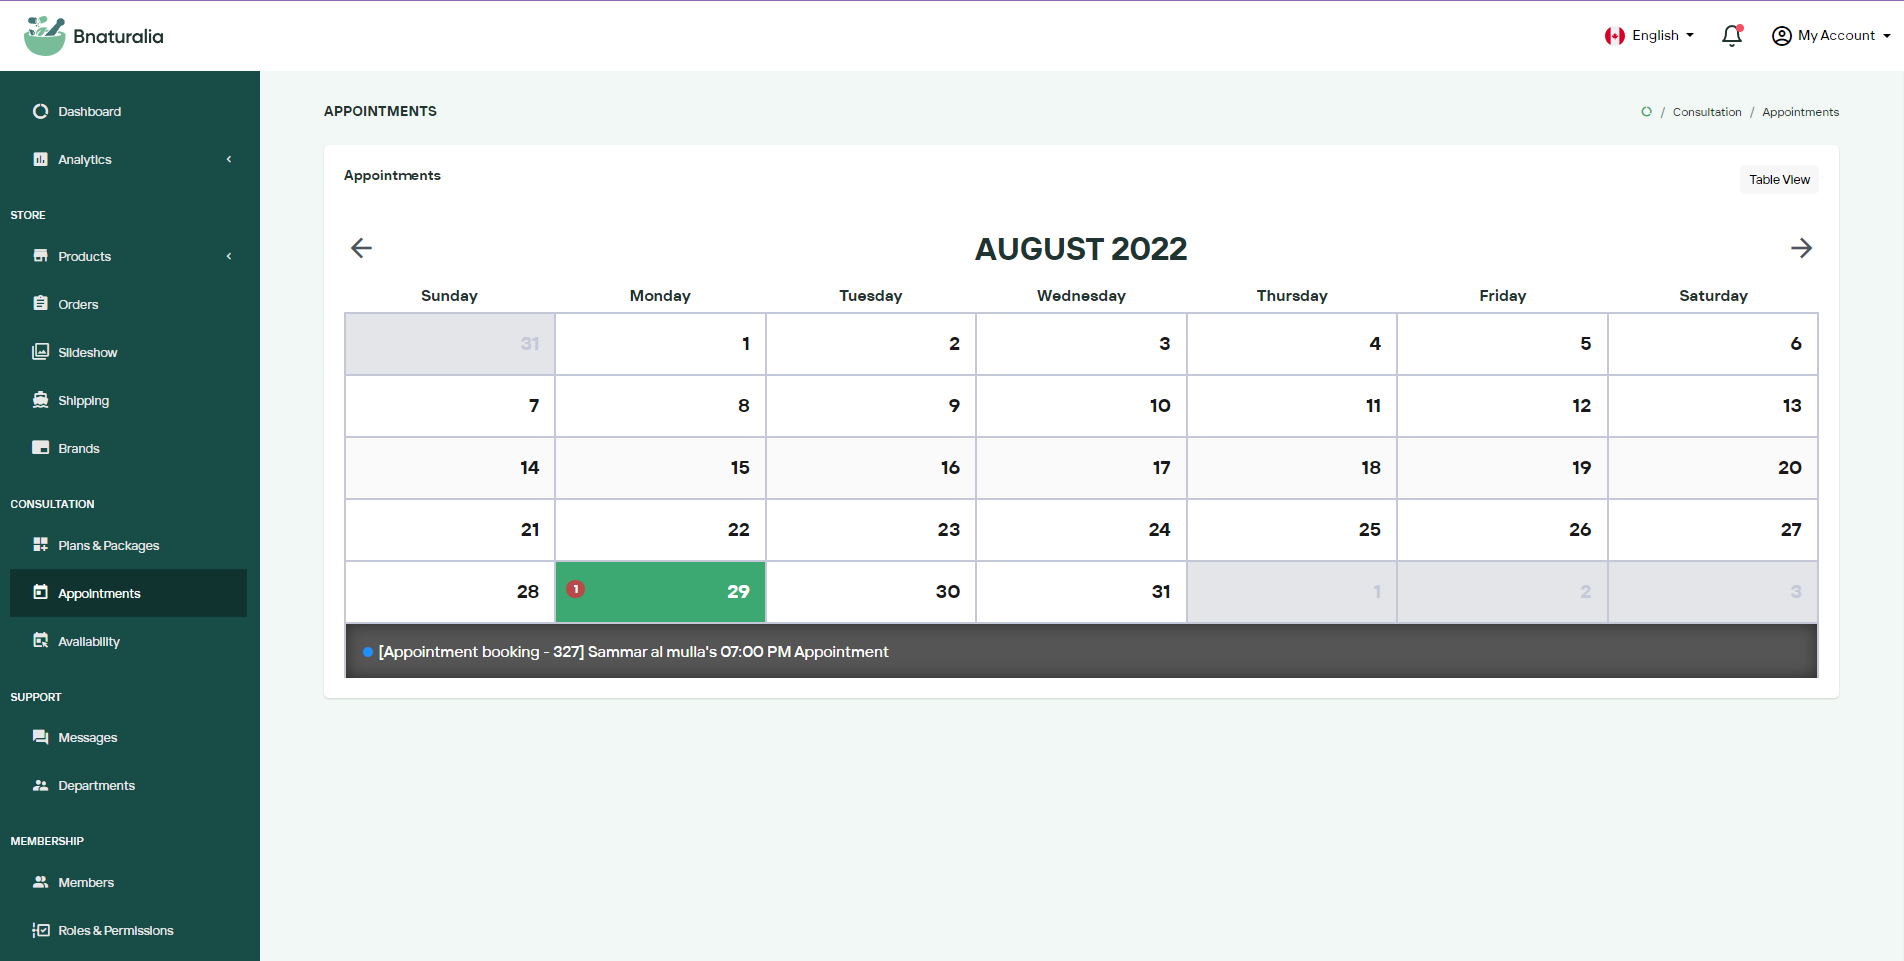 Bnaturalia
English
My Account
Dashboard
Analytics
STORE
Products
Orders
Slideshow
Shipping
Brands
CONSULTATION
Plans & Packages
Appointments
Availability
SUPPORT
Messages
Departments
MEMBERSHIP
Members
Roles & Permissions
APPOINTMENTS
/ Consultation / Appointments
Appointments
Table View
AUGUST 2022
Sunday Monday Tuesday Wednesday Thursday Friday Saturday
31 1 2 3 4 5 6
7 8 9 10 11 12 13
14 15 16 17 18 19 20
21 22 23 24 25 26 27
28 1 29 30 31 1 2 3
[Appointment booking - 327] Sammar al mulla's 07:00 PM Appointment